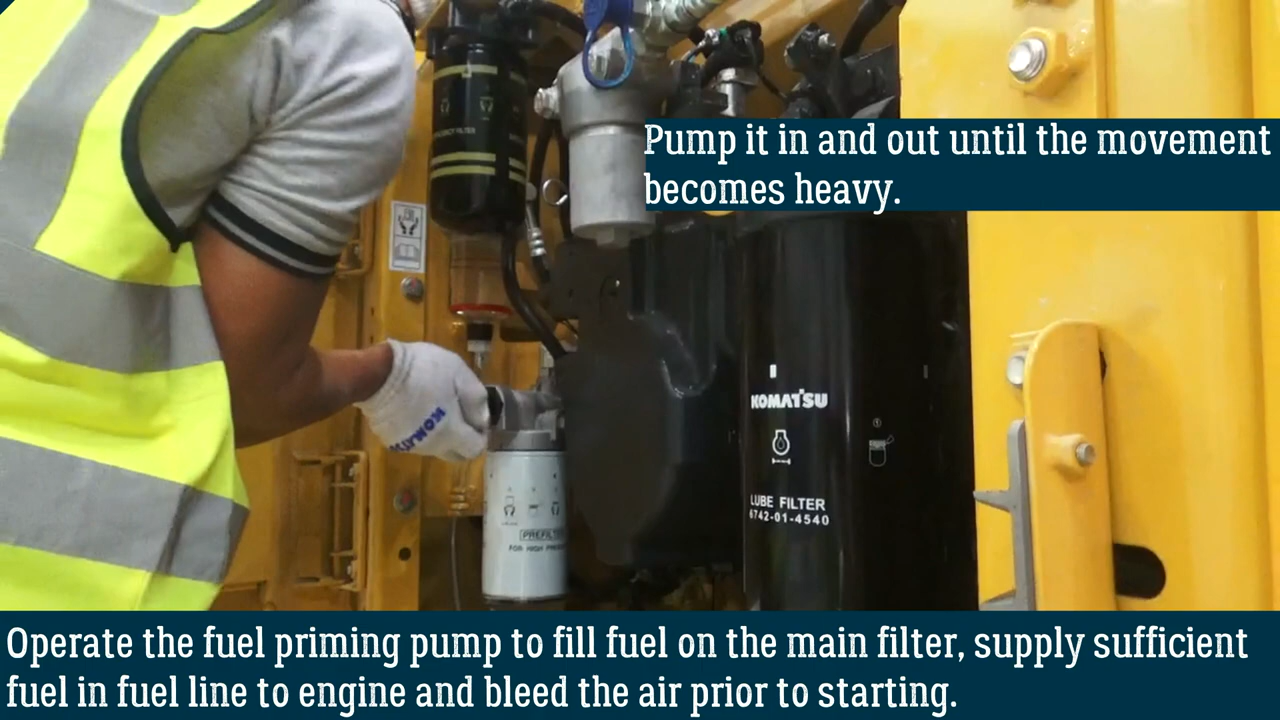 Pump it in and out until the movement
becomes heavy.
KOMATSU
KOMATSU
LUBE FILTER
6742-01-4540
PREFILTE
FOR HIGH PRE
Operate the fuel priming pump to fill fuel on the main filter, supply sufficient
fuel in fuel line to engine and bleed the air prior to starting.